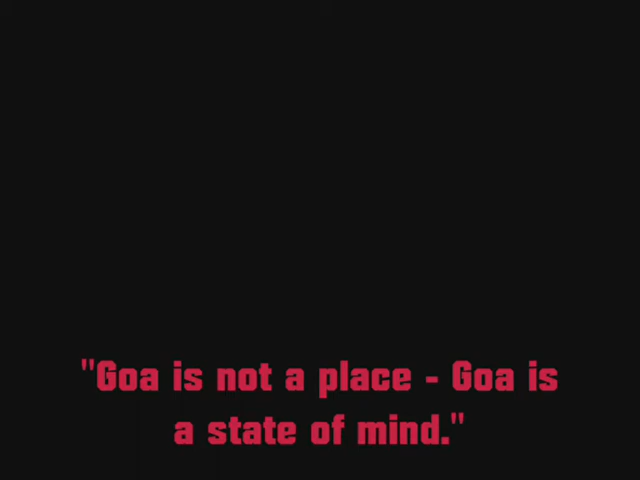 "Goa is not a place - Goa is
a state of mind."